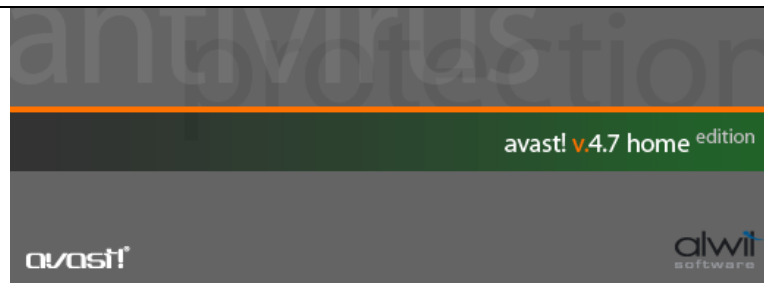 antivirus
protection
avast! v.4.7 home edition
avast!®
alwil
software